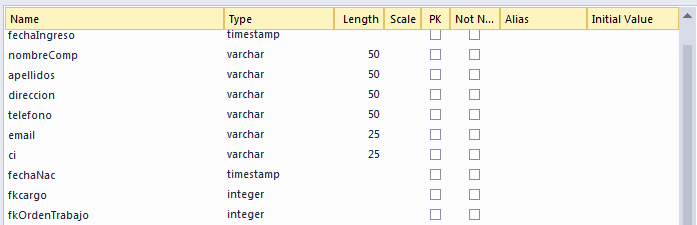 Name Type Length Scale PK Not N... Alias Initial Value
fechaIngreso timestamp
nombreComp varchar 50
apellidos varchar 50
direccion varchar 50
telefono varchar 50
email varchar 25
ci varchar 25
fechaNac timestamp
fkcargo integer
fkOrdenTrabajo integer